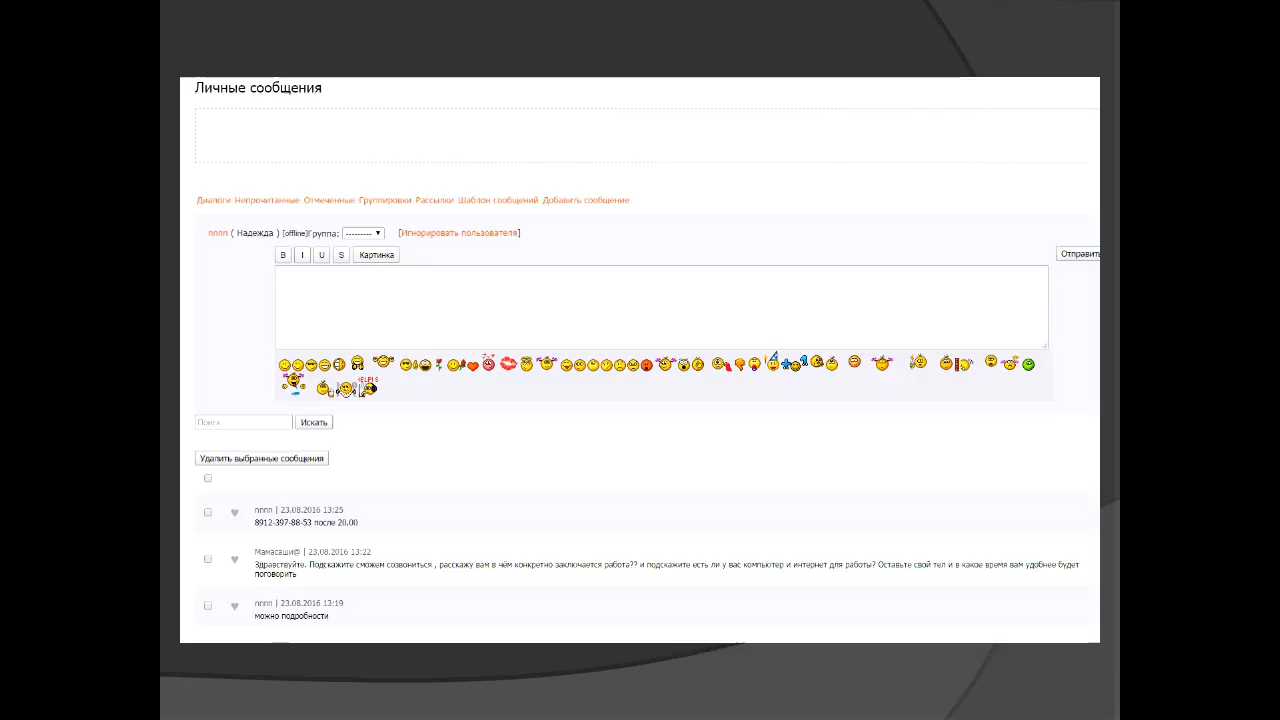 Личные сообщения
Диалоги Непрочитанные Отмеченные Группировки Рассылки Шаблон сообщений Добавить сообщение
nnnn ( Надежда ) [offline]Группа: --------- [Игнорировать пользователя]
B I U S Картинка Отправить
Поиск Искать
Удалить выбранные сообщения
nnnn | 23.08.2016 13:25
8912-397-88-53 после 20.00
Мамасаши@ | 23.08.2016 13:22
Здравствуйте. Подскажите сможем созвониться , расскажу вам в чём конкретно заключается работа?? и подскажите есть ли у вас компьютер и интернет для работы? Оставьте свой тел и в какое время вам удобнее будет
поговорить
nnnn | 23.08.2016 13:19
можно подробности